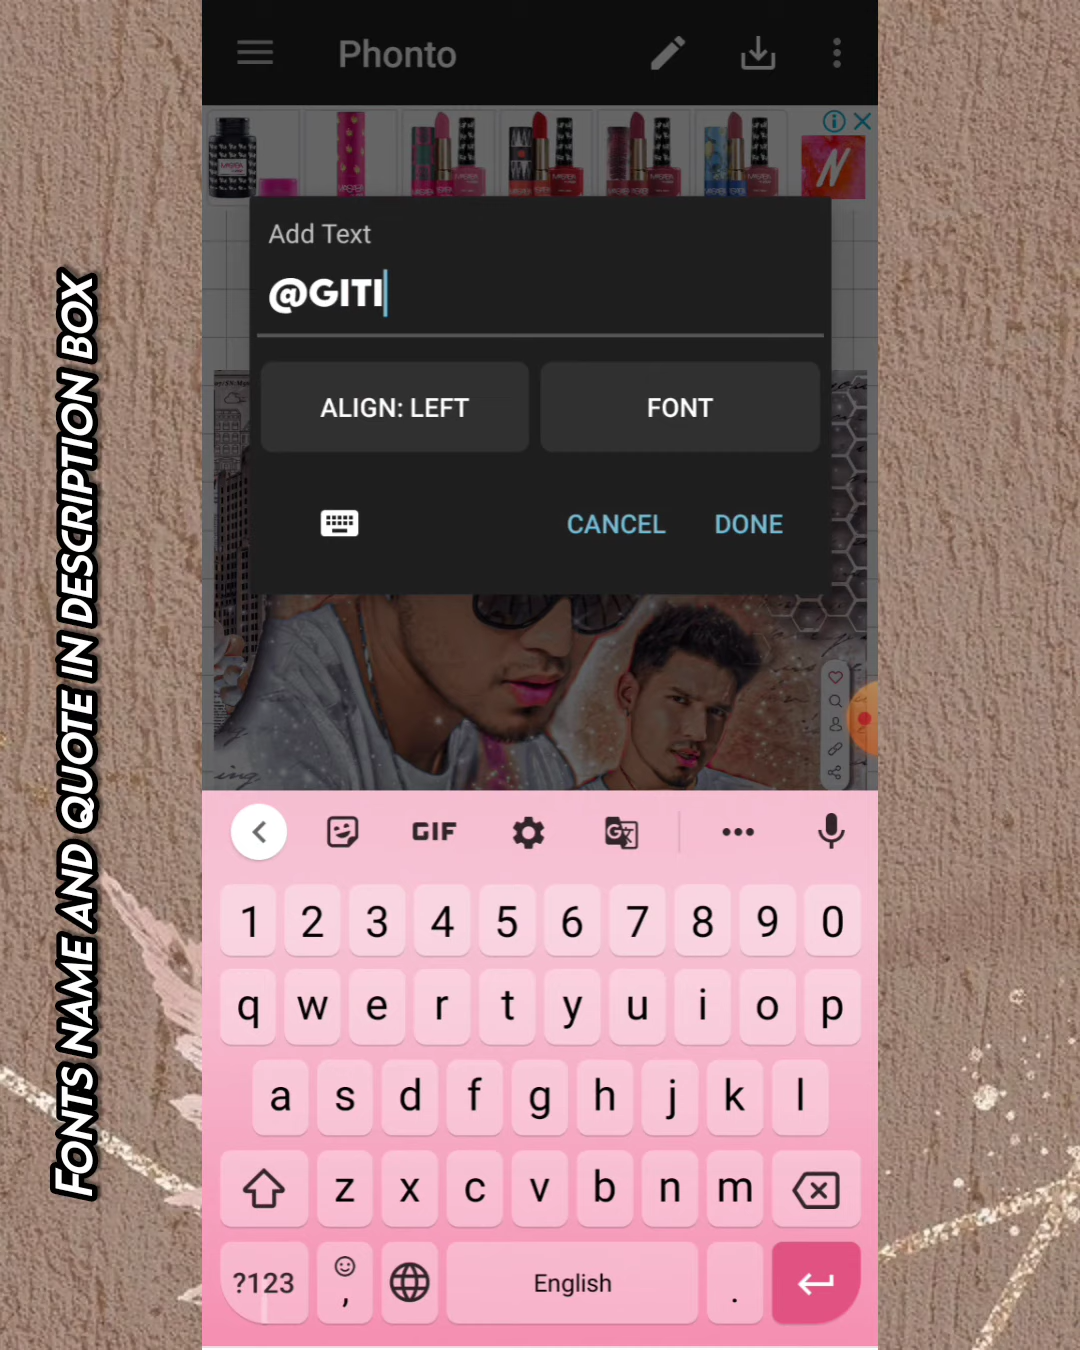 Phonto
Add Text
@GITI
ALIGN: LEFT
FONT
CANCEL
DONE
FONTS NAME AND QUOTE IN DESCRIPTION BOX
GIF
1 2 3 4 5 6 7 8 9 0
q w e r t y u i o p
a s d f g h j k l
z x c v b n m
?123 , English .